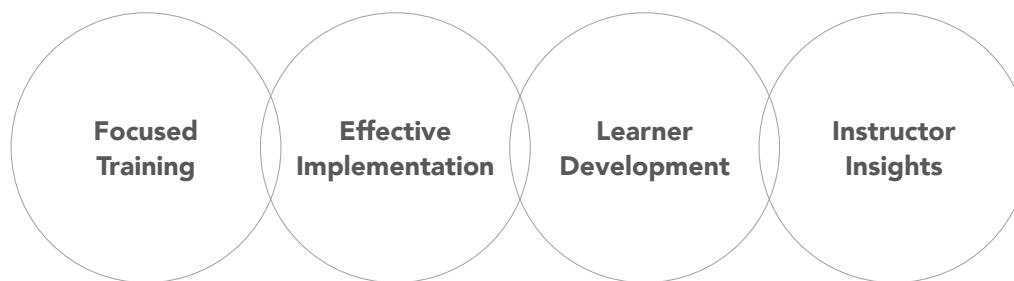 Focused
Training
Effective
Implementation
Learner
Development
Instructor
Insights